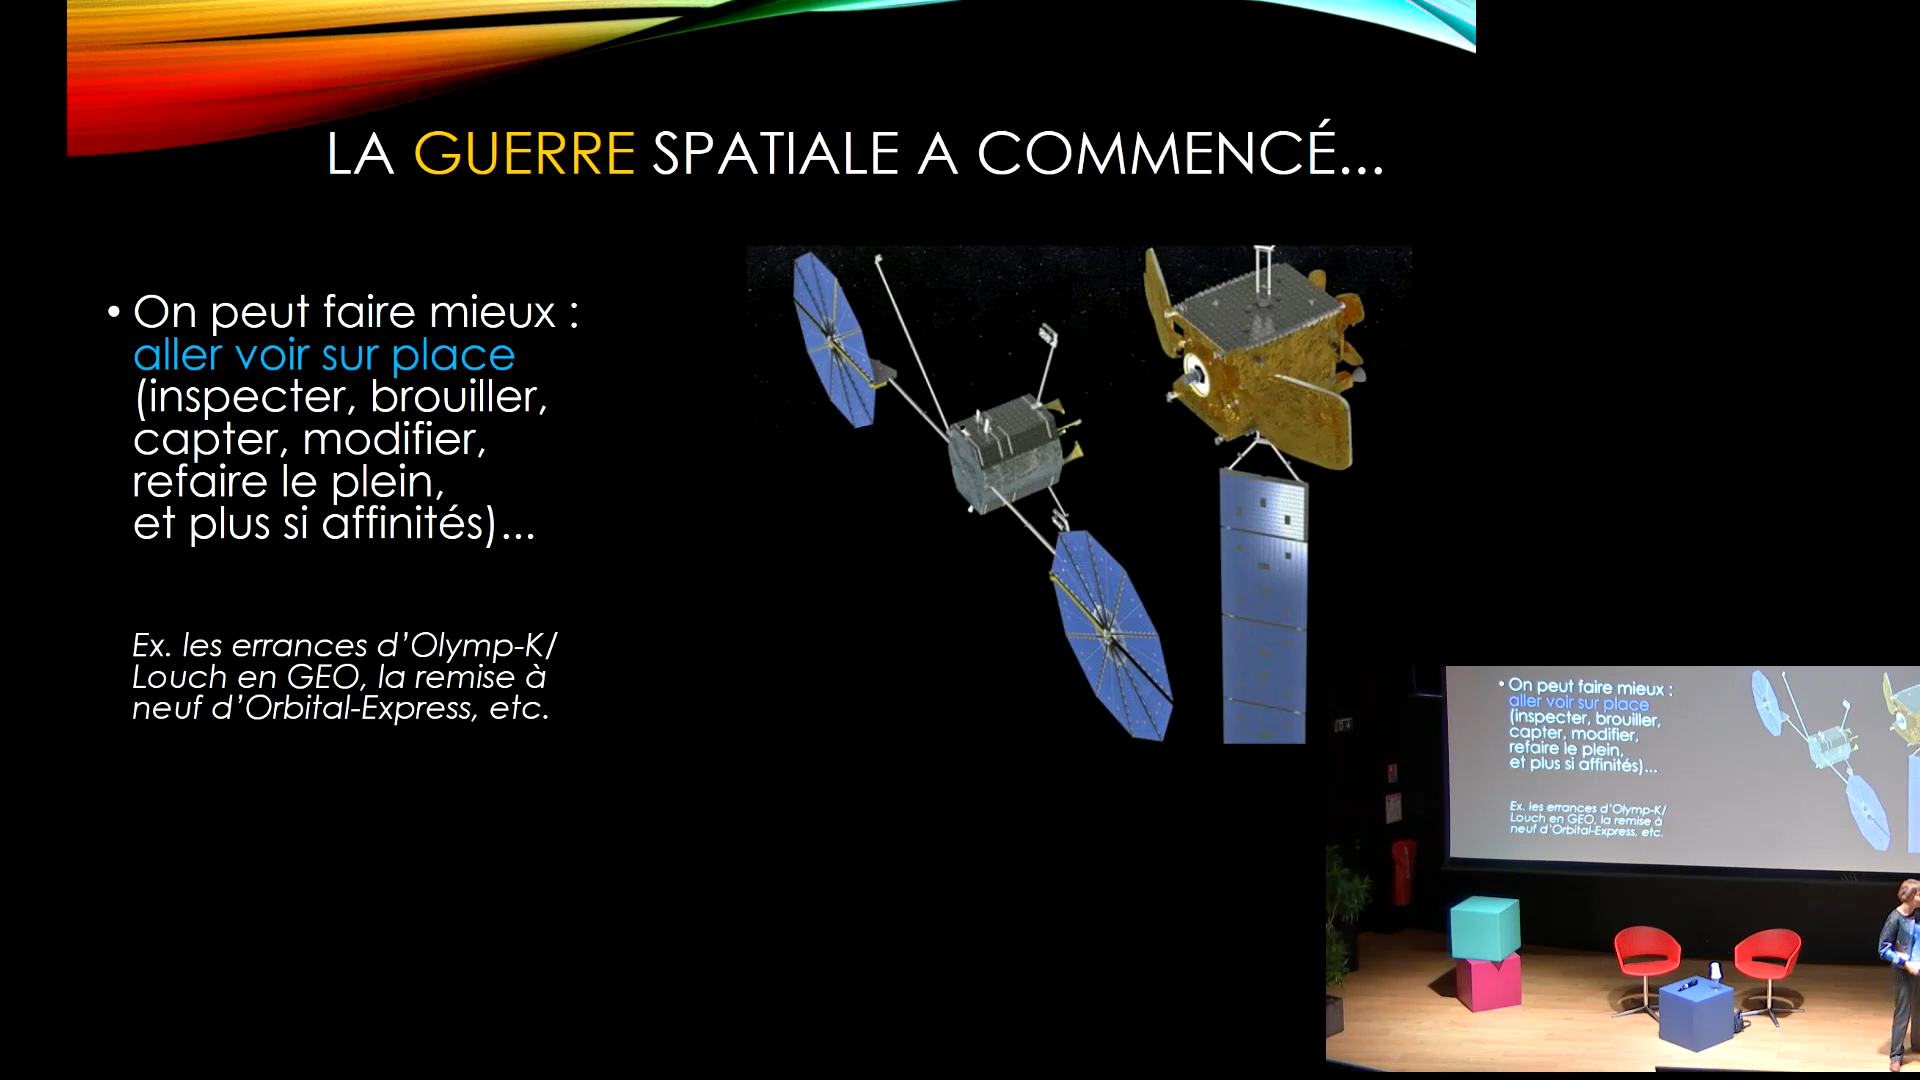 LA GUERRE SPATIALE A COMMENCÉ...
• On peut faire mieux :
aller voir sur place
(inspecter, brouiller,
capter, modifier,
refaire le plein,
et plus si affinités)...
Ex. les errances d’Olymp-K/
Louch en GEO, la remise à
neuf d’Orbital-Express, etc.
• On peut faire mieux :
aller voir sur place
(inspecter, brouiller,
capter, modifier,
refaire le plein,
et plus si affinités)...
Ex. les errances d’Olymp-K/
Louch en GEO, la remise à
neuf d’Orbital-Express, etc.